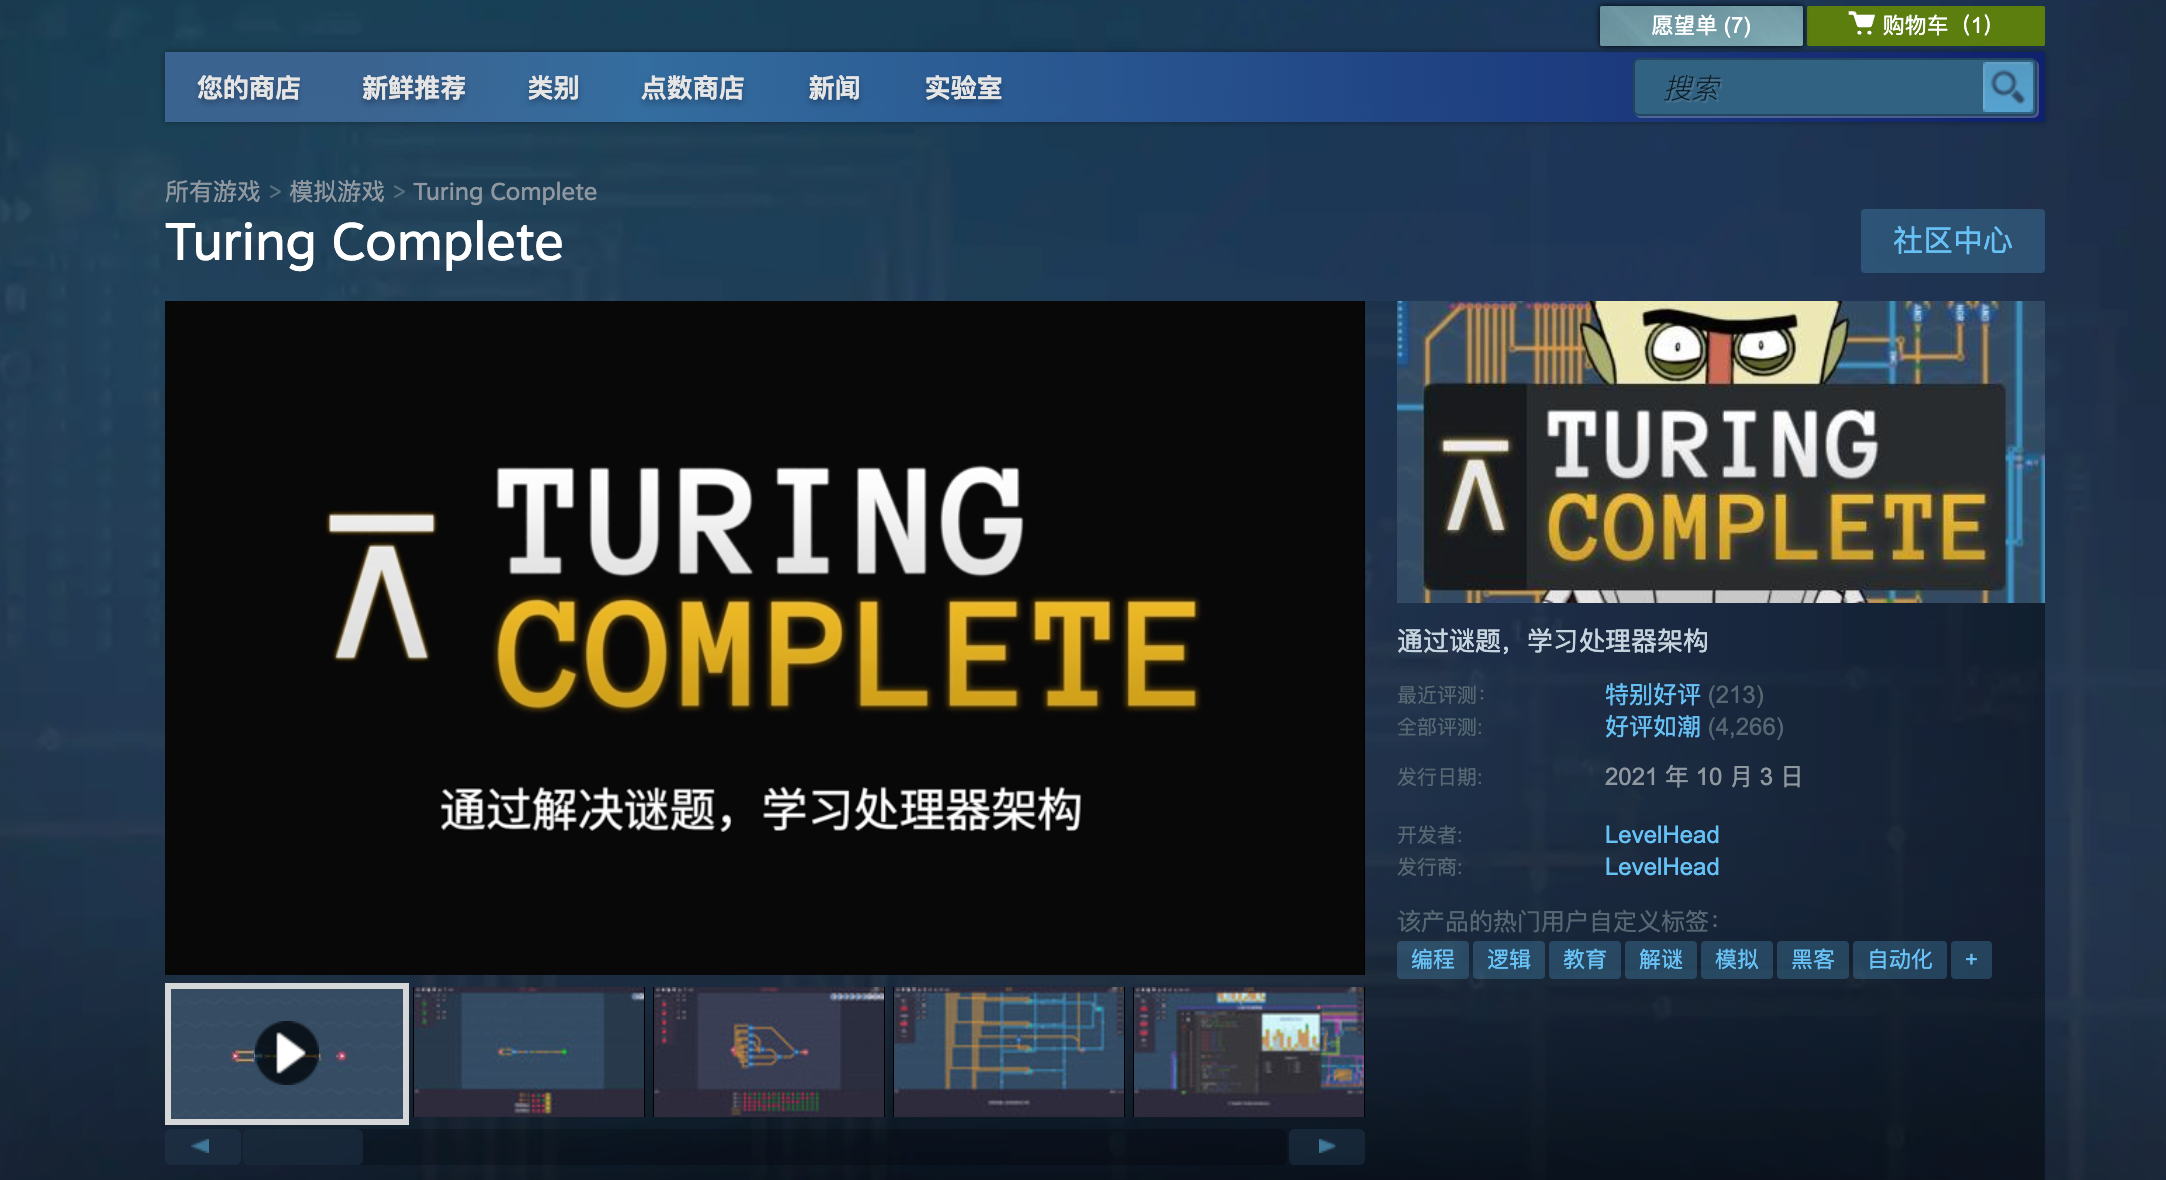 愿望单 (7)
购物车（1）
您的商店 新鲜推荐 类别 点数商店 新闻 实验室
搜索
所有游戏 > 模拟游戏 > Turing Complete
Turing Complete
社区中心
TURING
COMPLETE
通过解决谜题，学习处理器架构
TURING
COMPLETE
通过谜题，学习处理器架构
最近评测: 特别好评 (213)
全部评测: 好评如潮 (4,266)
发行日期: 2021 年 10 月 3 日
开发者: LevelHead
发行商: LevelHead
该产品的热门用户自定义标签:
编程 逻辑 教育 解谜 模拟 黑客 自动化 +